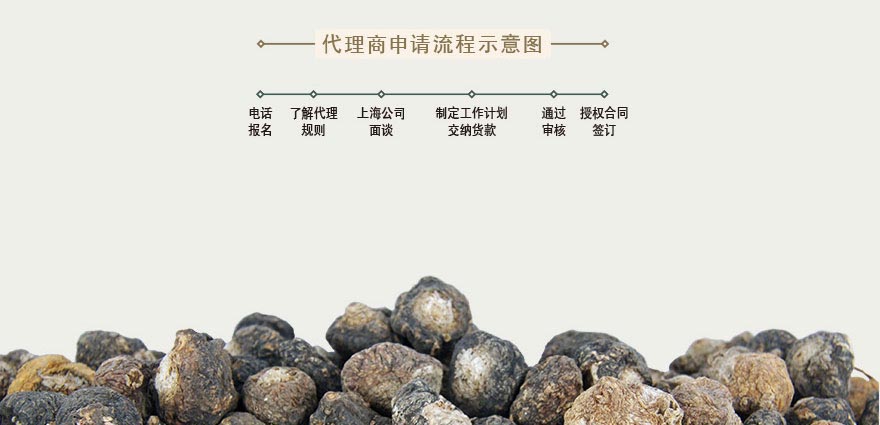 代理商申请流程示意图
电话
报名
了解代理
规则
上海公司
面谈
制定工作计划
交纳货款
通过
审核
授权合同
签订